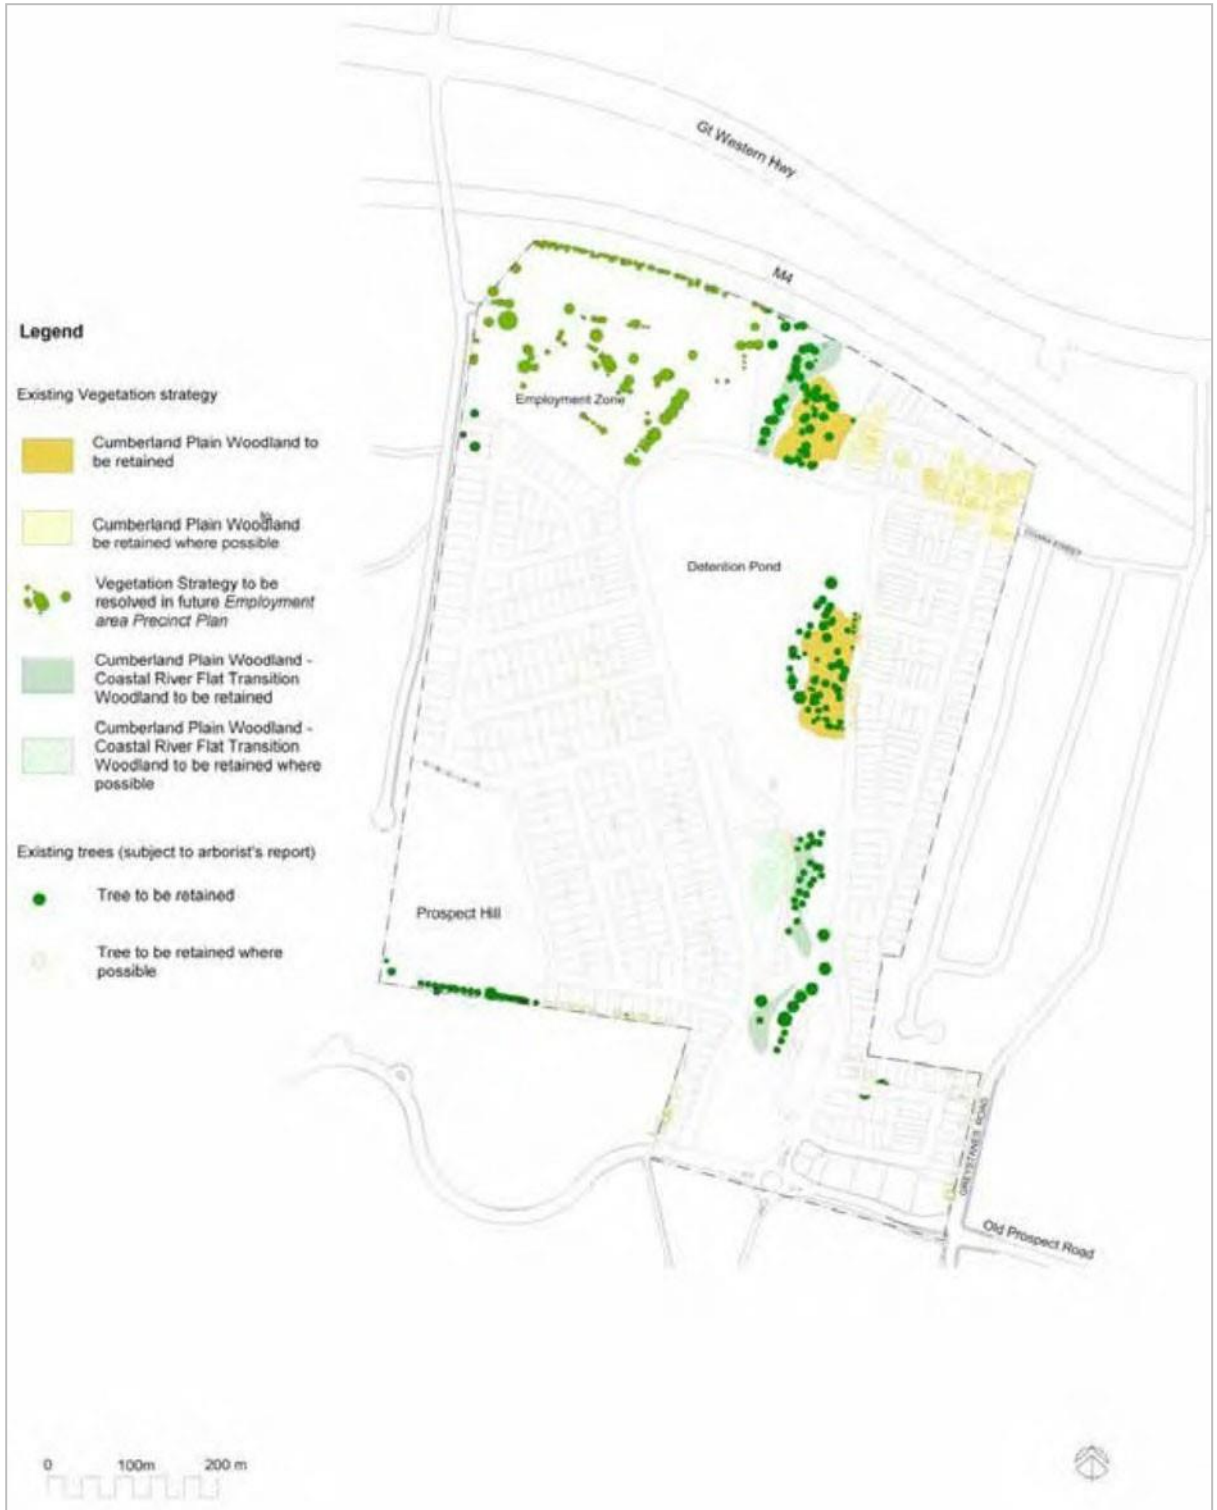 Gt Western Hwy
M4
Legend
Existing Vegetation strategy
Cumberland Plain Woodland to
be retained
Cumberland Plain Woodland to
be retained where possible
Vegetation Strategy to be
resolved in future Employment
area Precinct Plan
Cumberland Plain Woodland -
Coastal River Flat Transition
Woodland to be retained
Cumberland Plain Woodland -
Coastal River Flat Transition
Woodland to be retained where
possible
Existing trees (subject to arborist's report)
Tree to be retained
Tree to be retained where
possible
Employment Zone
Detention Pond
STREET
Prospect Hill
GREYSTANES ROAD
Old Prospect Road
0 100m 200 m